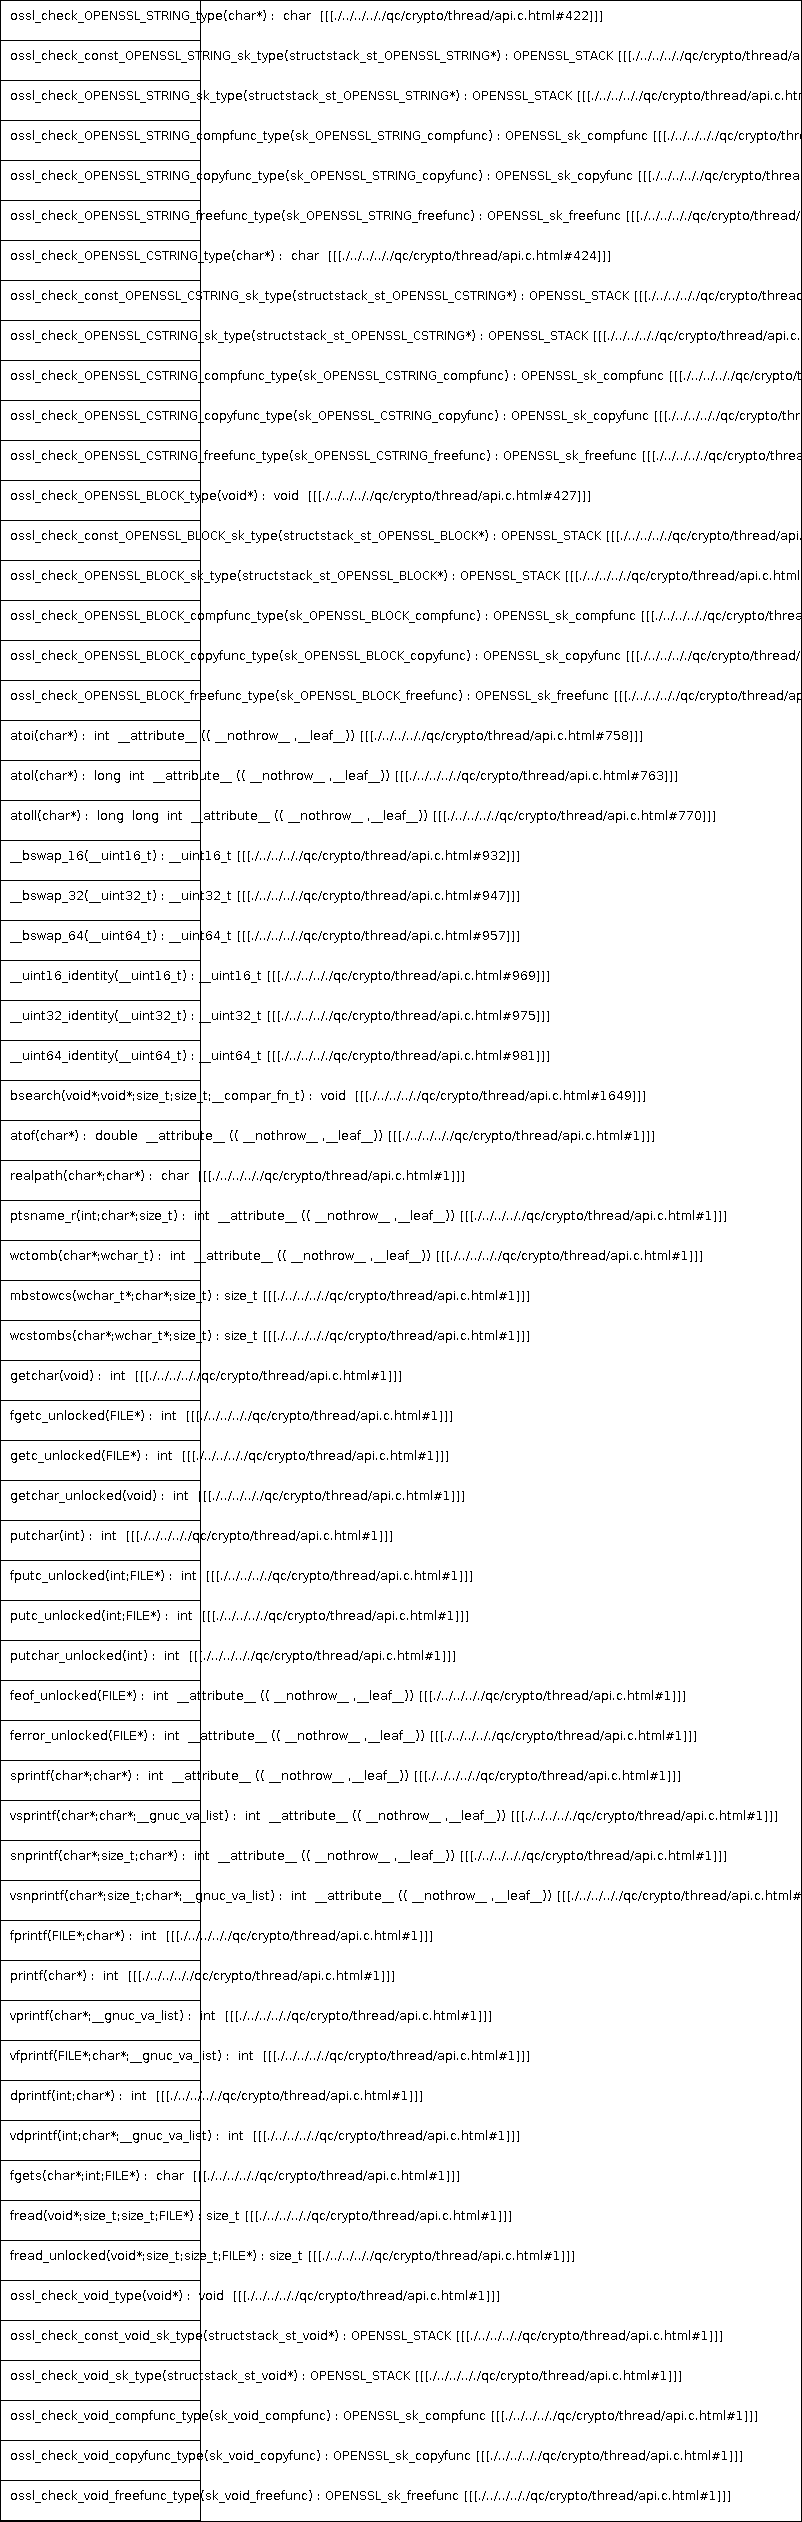 ossl_check_OPENSSL_STRING_type(char*) :  char  [[[./../../../../qc/crypto/thread/api.c.html#422]]]
ossl_check_const_OPENSSL_STRING_sk_type(structstack_st_OPENSSL_STRING*) : OPENSSL_STACK [[[./../../../../qc/crypto/thread/a
ossl_check_OPENSSL_STRING_sk_type(structstack_st_OPENSSL_STRING*) : OPENSSL_STACK [[[./../../../../qc/crypto/thread/api.c.htm
ossl_check_OPENSSL_STRING_compfunc_type(sk_OPENSSL_STRING_compfunc) : OPENSSL_sk_compfunc [[[./../../../../qc/crypto/thre
ossl_check_OPENSSL_STRING_copyfunc_type(sk_OPENSSL_STRING_copyfunc) : OPENSSL_sk_copyfunc [[[./../../../../qc/crypto/threa
ossl_check_OPENSSL_STRING_freefunc_type(sk_OPENSSL_STRING_freefunc) : OPENSSL_sk_freefunc [[[./../../../../qc/crypto/thread/
ossl_check_OPENSSL_CSTRING_type(char*) :  char  [[[./../../../../qc/crypto/thread/api.c.html#424]]]
ossl_check_const_OPENSSL_CSTRING_sk_type(structstack_st_OPENSSL_CSTRING*) : OPENSSL_STACK [[[./../../../../qc/crypto/thread
ossl_check_OPENSSL_CSTRING_sk_type(structstack_st_OPENSSL_CSTRING*) : OPENSSL_STACK [[[./../../../../qc/crypto/thread/api.c.
ossl_check_OPENSSL_CSTRING_compfunc_type(sk_OPENSSL_CSTRING_compfunc) : OPENSSL_sk_compfunc [[[./../../../../qc/crypto/t
ossl_check_OPENSSL_CSTRING_copyfunc_type(sk_OPENSSL_CSTRING_copyfunc) : OPENSSL_sk_copyfunc [[[./../../../../qc/crypto/thr
ossl_check_OPENSSL_CSTRING_freefunc_type(sk_OPENSSL_CSTRING_freefunc) : OPENSSL_sk_freefunc [[[./../../../../qc/crypto/threa
ossl_check_OPENSSL_BLOCK_type(void*) :  void  [[[./../../../../qc/crypto/thread/api.c.html#427]]]
ossl_check_const_OPENSSL_BLOCK_sk_type(structstack_st_OPENSSL_BLOCK*) : OPENSSL_STACK [[[./../../../../qc/crypto/thread/api.
ossl_check_OPENSSL_BLOCK_sk_type(structstack_st_OPENSSL_BLOCK*) : OPENSSL_STACK [[[./../../../../qc/crypto/thread/api.c.html
ossl_check_OPENSSL_BLOCK_compfunc_type(sk_OPENSSL_BLOCK_compfunc) : OPENSSL_sk_compfunc [[[./../../../../qc/crypto/threa
ossl_check_OPENSSL_BLOCK_copyfunc_type(sk_OPENSSL_BLOCK_copyfunc) : OPENSSL_sk_copyfunc [[[./../../../../qc/crypto/thread/
ossl_check_OPENSSL_BLOCK_freefunc_type(sk_OPENSSL_BLOCK_freefunc) : OPENSSL_sk_freefunc [[[./../../../../qc/crypto/thread/ap
atoi(char*) :  int  __attribute__ (( __nothrow__ ,__leaf__)) [[[./../../../../qc/crypto/thread/api.c.html#758]]]
atol(char*) :  long  int  __attribute__ (( __nothrow__ ,__leaf__)) [[[./../../../../qc/crypto/thread/api.c.html#763]]]
atoll(char*) :  long  long  int  __attribute__ (( __nothrow__ ,__leaf__)) [[[./../../../../qc/crypto/thread/api.c.html#770]]]
__bswap_16(__uint16_t) : __uint16_t [[[./../../../../qc/crypto/thread/api.c.html#932]]]
__bswap_32(__uint32_t) : __uint32_t [[[./../../../../qc/crypto/thread/api.c.html#947]]]
__bswap_64(__uint64_t) : __uint64_t [[[./../../../../qc/crypto/thread/api.c.html#957]]]
__uint16_identity(__uint16_t) : __uint16_t [[[./../../../../qc/crypto/thread/api.c.html#969]]]
__uint32_identity(__uint32_t) : __uint32_t [[[./../../../../qc/crypto/thread/api.c.html#975]]]
__uint64_identity(__uint64_t) : __uint64_t [[[./../../../../qc/crypto/thread/api.c.html#981]]]
bsearch(void*;void*;size_t;size_t;__compar_fn_t) :  void  [[[./../../../../qc/crypto/thread/api.c.html#1649]]]
atof(char*) :  double  __attribute__ (( __nothrow__ ,__leaf__)) [[[./../../../../qc/crypto/thread/api.c.html#1]]]
realpath(char*;char*) :  char  [[[./../../../../qc/crypto/thread/api.c.html#1]]]
ptsname_r(int;char*;size_t) :  int  __attribute__ (( __nothrow__ ,__leaf__)) [[[./../../../../qc/crypto/thread/api.c.html#1]]]
wctomb(char*;wchar_t) :  int  __attribute__ (( __nothrow__ ,__leaf__)) [[[./../../../../qc/crypto/thread/api.c.html#1]]]
mbstowcs(wchar_t*;char*;size_t) : size_t [[[./../../../../qc/crypto/thread/api.c.html#1]]]
wcstombs(char*;wchar_t*;size_t) : size_t [[[./../../../../qc/crypto/thread/api.c.html#1]]]
getchar(void) :  int  [[[./../../../../qc/crypto/thread/api.c.html#1]]]
fgetc_unlocked(FILE*) :  int  [[[./../../../../qc/crypto/thread/api.c.html#1]]]
getc_unlocked(FILE*) :  int  [[[./../../../../qc/crypto/thread/api.c.html#1]]]
getchar_unlocked(void) :  int  [[[./../../../../qc/crypto/thread/api.c.html#1]]]
putchar(int) :  int  [[[./../../../../qc/crypto/thread/api.c.html#1]]]
fputc_unlocked(int;FILE*) :  int  [[[./../../../../qc/crypto/thread/api.c.html#1]]]
putc_unlocked(int;FILE*) :  int  [[[./../../../../qc/crypto/thread/api.c.html#1]]]
putchar_unlocked(int) :  int  [[[./../../../../qc/crypto/thread/api.c.html#1]]]
feof_unlocked(FILE*) :  int  __attribute__ (( __nothrow__ ,__leaf__)) [[[./../../../../qc/crypto/thread/api.c.html#1]]]
ferror_unlocked(FILE*) :  int  __attribute__ (( __nothrow__ ,__leaf__)) [[[./../../../../qc/crypto/thread/api.c.html#1]]]
sprintf(char*;char*) :  int  __attribute__ (( __nothrow__ ,__leaf__)) [[[./../../../../qc/crypto/thread/api.c.html#1]]]
vsprintf(char*;char*;__gnuc_va_list) :  int  __attribute__ (( __nothrow__ ,__leaf__)) [[[./../../../../qc/crypto/thread/api.c.html#1]]]
snprintf(char*;size_t;char*) :  int  __attribute__ (( __nothrow__ ,__leaf__)) [[[./../../../../qc/crypto/thread/api.c.html#1]]]
vsnprintf(char*;size_t;char*;__gnuc_va_list) :  int  __attribute__ (( __nothrow__ ,__leaf__)) [[[./../../../../qc/crypto/thread/api.c.html#
fprintf(FILE*;char*) :  int  [[[./../../../../qc/crypto/thread/api.c.html#1]]]
printf(char*) :  int  [[[./../../../../qc/crypto/thread/api.c.html#1]]]
vprintf(char*;__gnuc_va_list) :  int  [[[./../../../../qc/crypto/thread/api.c.html#1]]]
vfprintf(FILE*;char*;__gnuc_va_list) :  int  [[[./../../../../qc/crypto/thread/api.c.html#1]]]
dprintf(int;char*) :  int  [[[./../../../../qc/crypto/thread/api.c.html#1]]]
vdprintf(int;char*;__gnuc_va_list) :  int  [[[./../../../../qc/crypto/thread/api.c.html#1]]]
fgets(char*;int;FILE*) :  char  [[[./../../../../qc/crypto/thread/api.c.html#1]]]
fread(void*;size_t;size_t;FILE*) : size_t [[[./../../../../qc/crypto/thread/api.c.html#1]]]
fread_unlocked(void*;size_t;size_t;FILE*) : size_t [[[./../../../../qc/crypto/thread/api.c.html#1]]]
ossl_check_void_type(void*) :  void  [[[./../../../../qc/crypto/thread/api.c.html#1]]]
ossl_check_const_void_sk_type(structstack_st_void*) : OPENSSL_STACK [[[./../../../../qc/crypto/thread/api.c.html#1]]]
ossl_check_void_sk_type(structstack_st_void*) : OPENSSL_STACK [[[./../../../../qc/crypto/thread/api.c.html#1]]]
ossl_check_void_compfunc_type(sk_void_compfunc) : OPENSSL_sk_compfunc [[[./../../../../qc/crypto/thread/api.c.html#1]]]
ossl_check_void_copyfunc_type(sk_void_copyfunc) : OPENSSL_sk_copyfunc [[[./../../../../qc/crypto/thread/api.c.html#1]]]
ossl_check_void_freefunc_type(sk_void_freefunc) : OPENSSL_sk_freefunc [[[./../../../../qc/crypto/thread/api.c.html#1]]]